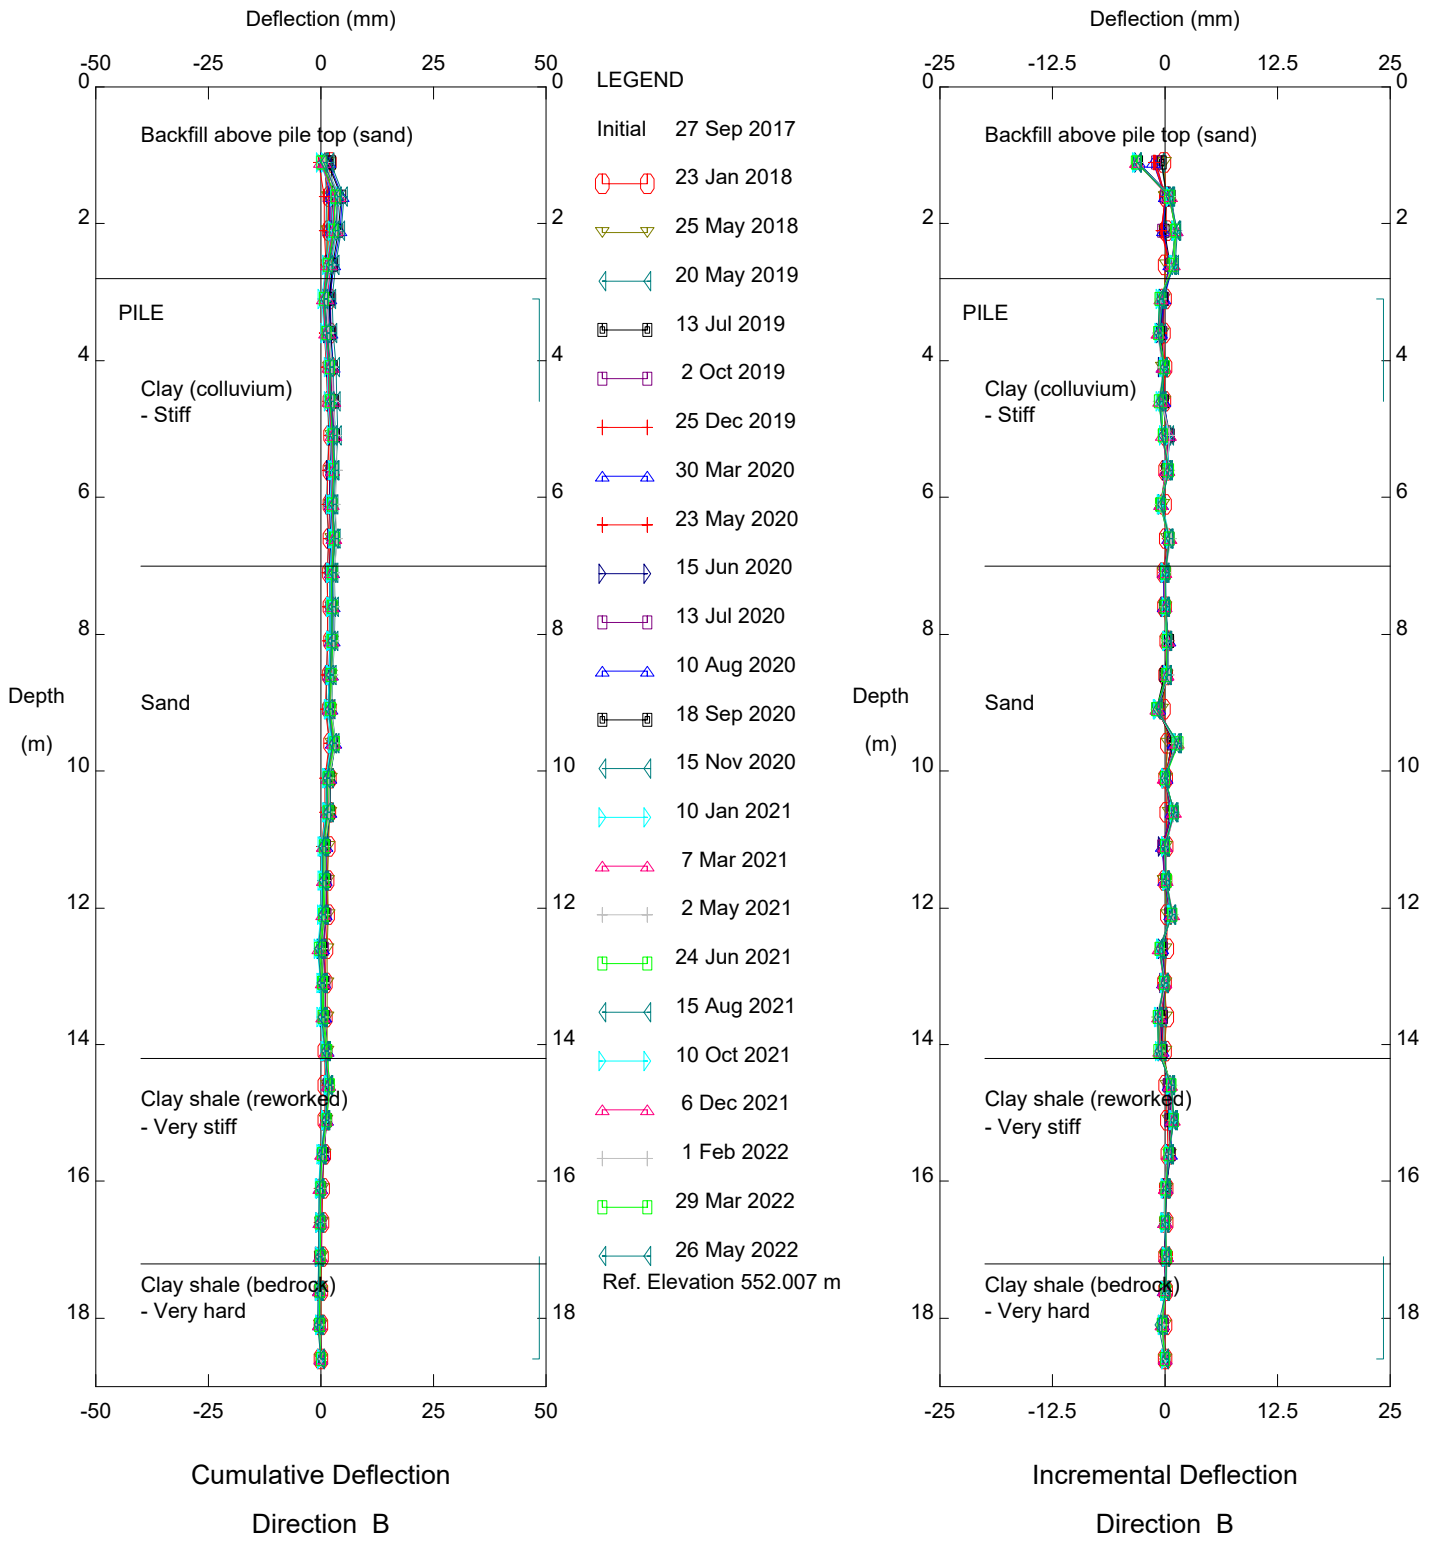 Deflection (mm)
-50 -25 0 25 50
0 0
Backfill above pile top (sand)
2 2
PILE
4 4
Clay (colluvium)
- Stiff
6 6
8 8
Depth
(m)
Sand
10 10
12 12
14 14
Clay shale (reworked)
- Very stiff
16 16
Clay shale (bedrock)
- Very hard
18 18
-50 -25 0 25 50
Cumulative Deflection
Direction B
LEGEND
Initial 27 Sep 2017
23 Jan 2018
25 May 2018
20 May 2019
13 Jul 2019
2 Oct 2019
25 Dec 2019
30 Mar 2020
23 May 2020
15 Jun 2020
13 Jul 2020
10 Aug 2020
18 Sep 2020
15 Nov 2020
10 Jan 2021
7 Mar 2021
2 May 2021
24 Jun 2021
15 Aug 2021
10 Oct 2021
6 Dec 2021
1 Feb 2022
29 Mar 2022
26 May 2022
Ref. Elevation 552.007 m
Deflection (mm)
-25 -12.5 0 12.5 25
0 0
Backfill above pile top (sand)
2 2
PILE
4 4
Clay (colluvium)
- Stiff
6 6
8 8
Depth
(m)
Sand
10 10
12 12
14 14
Clay shale (reworked)
- Very stiff
16 16
Clay shale (bedrock)
- Very hard
18 18
-25 -12.5 0 12.5 25
Incremental Deflection
Direction B